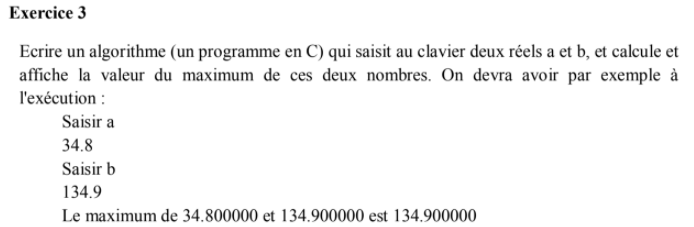 Exercice 3
Ecrire un algorithme (un programme en C) qui saisit au clavier deux réels a et b, et calcule et
affiche la valeur du maximum de ces deux nombres. On devra avoir par exemple à
l'exécution :
Saisir a
34.8
Saisir b
134.9
Le maximum de 34.800000 et 134.900000 est 134.900000